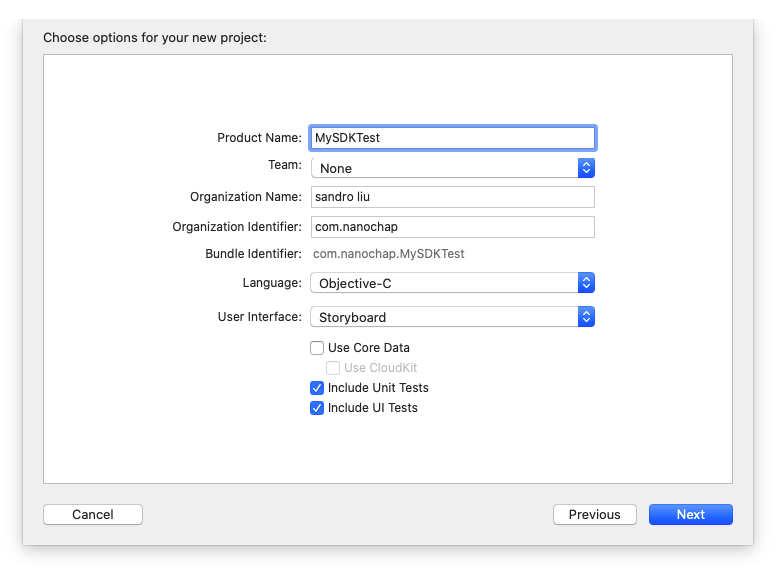 Choose options for your new project:
Product Name: MySDKTest
Team: None
Organization Name: sandro liu
Organization Identifier: com.nanochap
Bundle Identifier: com.nanochap.MySDKTest
Language: Objective-C
User Interface: Storyboard
Use Core Data
Use CloudKit
Include Unit Tests
Include UI Tests
Cancel Previous Next